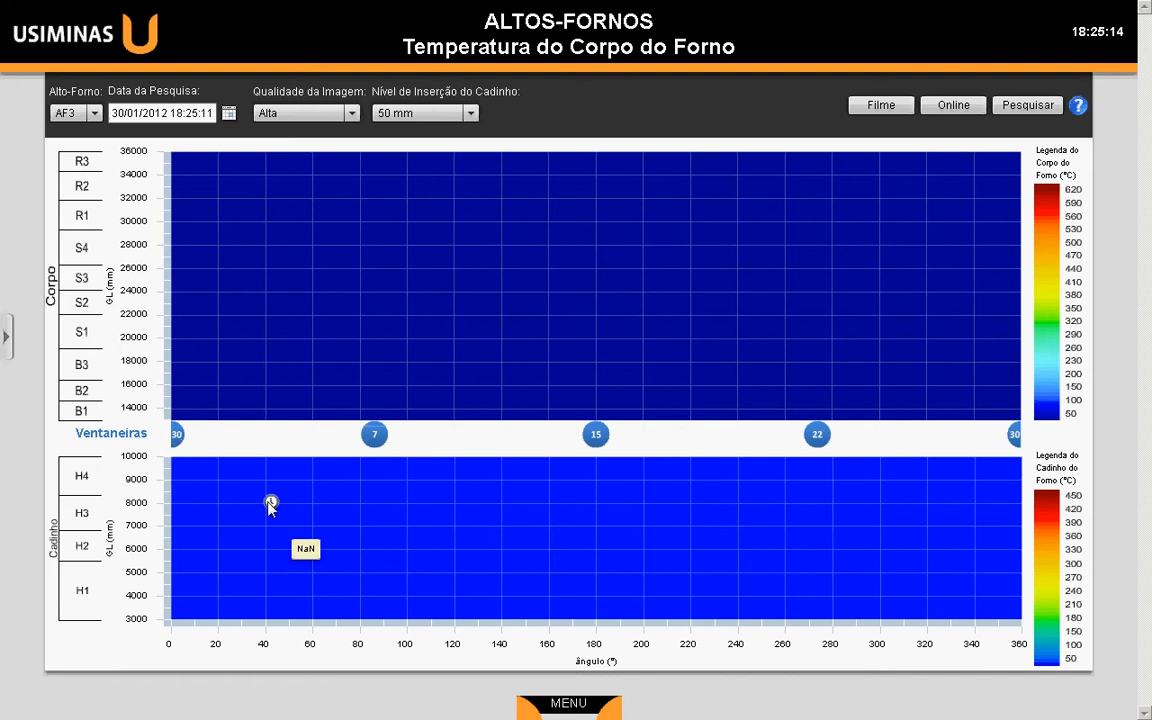 USIMINAS
ALTOS-FORNOS
Temperatura do Corpo do Forno
18:25:14
Alto-Forno:
Data da Pesquisa:
Qualidade da Imagem:
Nível de Inserção do Cadinho:
AF3
30/01/2012 18:25:11
Alta
50 mm
Filme
Online
Pesquisar
?
Corpo
R3
R2
R1
S4
S3
S2
S1
B3
B2
B1
GL (mm)
36000
34000
32000
30000
28000
26000
24000
22000
20000
18000
16000
14000
Legenda do
Corpo do
Forno (°C)
620
590
560
530
500
470
440
410
380
350
320
290
260
230
200
150
100
50
Ventaneiras
30
7
15
22
30
Cadinho
H4
H3
H2
H1
GL (mm)
10000
9000
8000
7000
6000
5000
4000
3000
NaN
Legenda do
Cadinho do
Forno (°C)
450
420
390
360
330
300
270
240
210
180
150
100
50
0 20 40 60 80 100 120 140 160 180 200 220 240 260 280 300 320 340 360
ângulo (°)
MENU